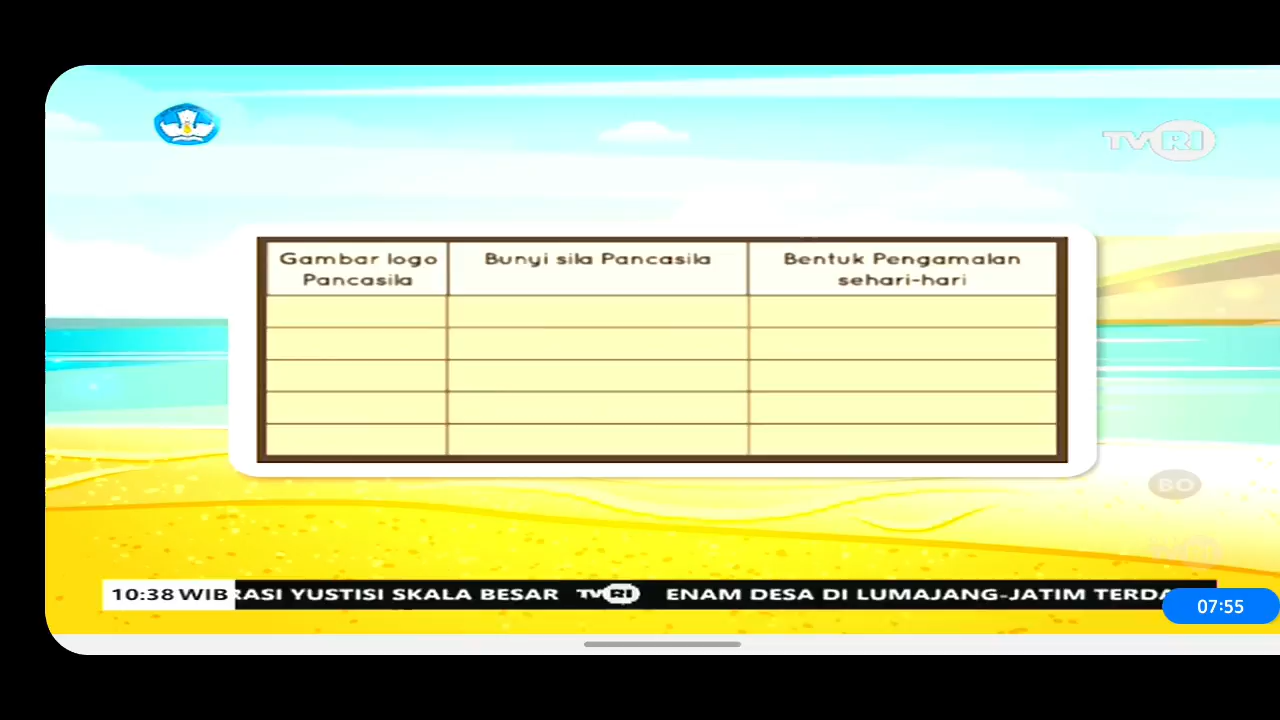 TVRI
Gambar logo
Pancasila
Bunyi sila Pancasila
Bentuk Pengamalan
sehari-hari
BO
10:38 WIB
RASI YUSTISI SKALA BESAR TVRI ENAM DESA DI LUMAJANG-JATIM TERDA
07:55